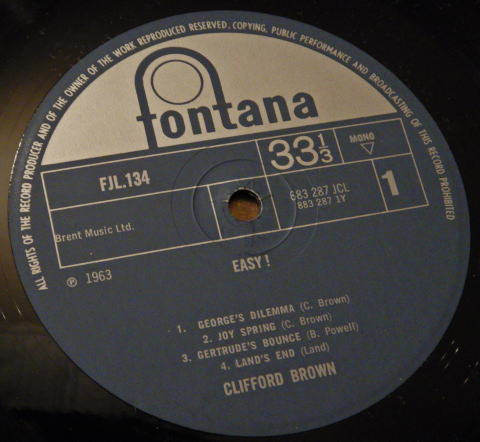 ALL RIGHTS OF THE RECORD PRODUCER AND OF THE OWNER OF THE WORK REPRODUCED RESERVED. COPYING, PUBLIC PERFORMANCE AND BROADCASTING OF THIS RECORD PROHIBITED
fontana
FJL.134
33 1/3
MONO
Brent Music Ltd.
683 287 JCL
883 287 1Y
1
℗ 1963
EASY!
1. GEORGE'S DILEMMA (C. Brown)
2. JOY SPRING (C. Brown)
3. GERTRUDE'S BOUNCE (B. Powell)
4. LAND'S END (Land)
CLIFFORD BROWN